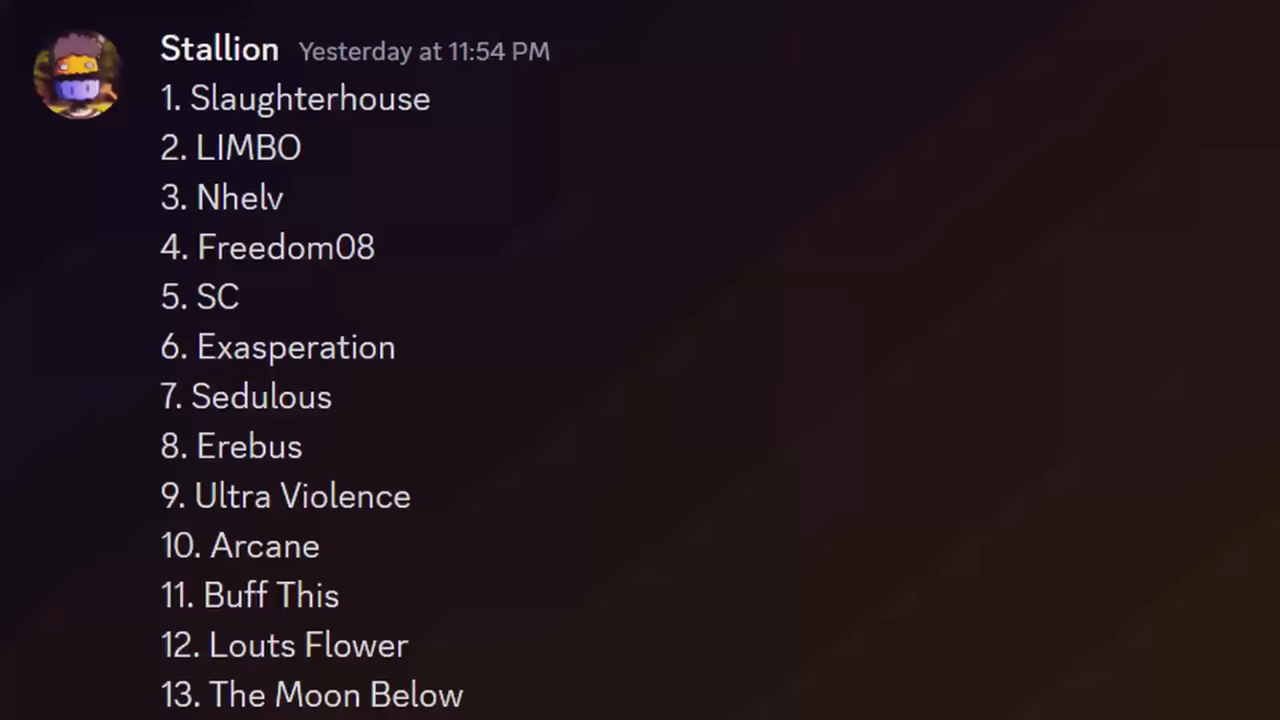 Stallion Yesterday at 11:54 PM
1. Slaughterhouse
2. LIMBO
3. Nhelv
4. Freedom08
5. SC
6. Exasperation
7. Sedulous
8. Erebus
9. Ultra Violence
10. Arcane
11. Buff This
12. Louts Flower
13. The Moon Below